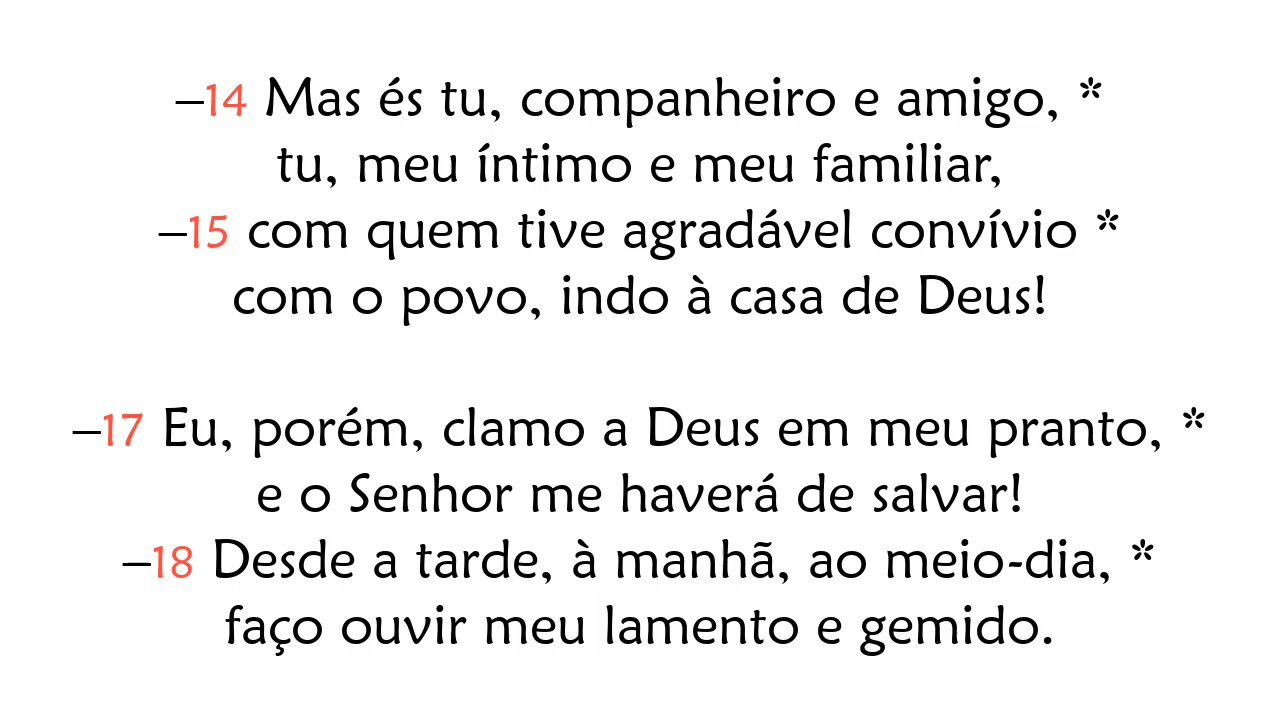 –14 Mas és tu, companheiro e amigo, *
tu, meu íntimo e meu familiar,
–15 com quem tive agradável convívio *
com o povo, indo à casa de Deus!
–17 Eu, porém, clamo a Deus em meu pranto, *
e o Senhor me haverá de salvar!
–18 Desde a tarde, à manhã, ao meio-dia, *
faço ouvir meu lamento e gemido.